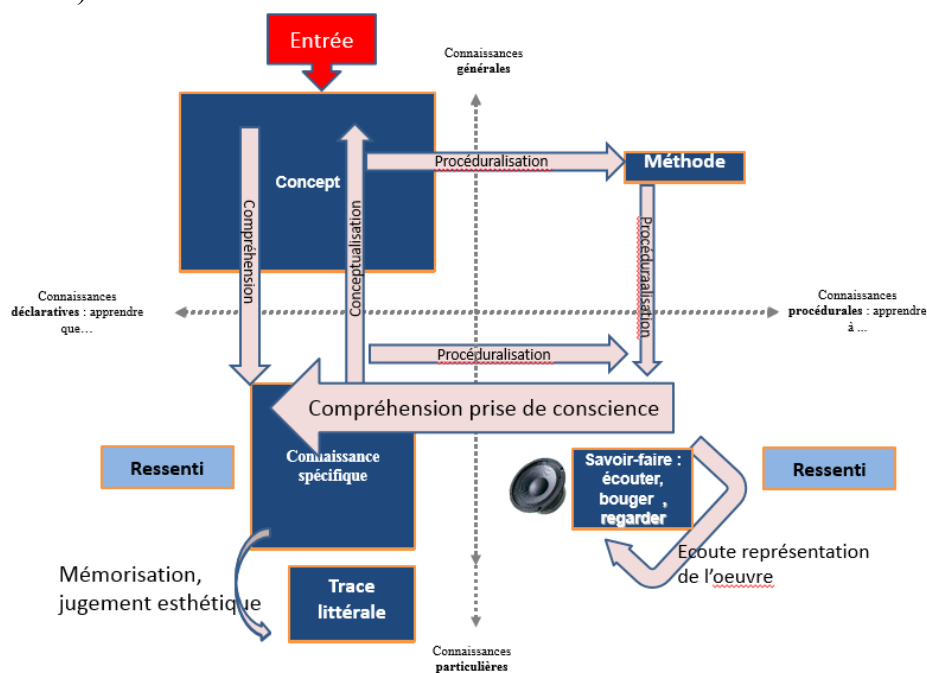 )
Entrée
Connaissances
générales
Procéduralisation
Méthode
Concept
Compréhension
Conceptualisation
Procéduraalisation
Connaissances
déclaratives : apprendre
que…
Connaissances
procédurales : apprendre
à ...
Procéduralisation
Compréhension prise de conscience
Connaissance
spécifique
Ressenti
Savoir-faire :
écouter,
bouger ,
regarder
Ressenti
Ecoute représentation
de l’oeuvre
Mémorisation,
jugement esthétique
Trace
littérale
Connaissances
particulières